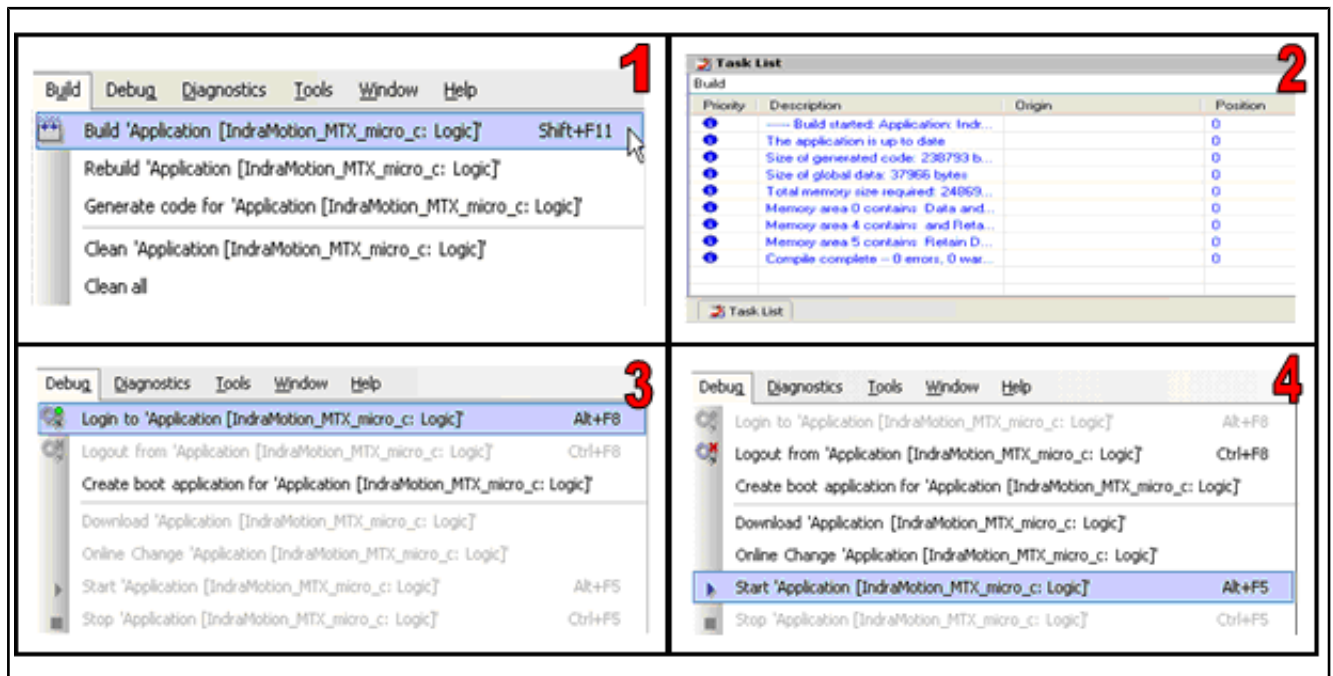 1
Build Debug Diagnostics Tools Window Help
Build 'Application [IndraMotion_MTX_micro_c: Logic]' Shift+F11
Rebuild 'Application [IndraMotion_MTX_micro_c: Logic]'
Generate code for 'Application [IndraMotion_MTX_micro_c: Logic]'
Clean 'Application [IndraMotion_MTX_micro_c: Logic]'
Clean all
2
Task List
Build
Priority Description Origin Position
----- Build started: Application: Indr... 0
The application is up to date 0
Size of generated code: 238793 b... 0
Size of global data: 37966 bytes 0
Total memory size required: 24869... 0
Memory area 0 contains Data and... 0
Memory area 4 contains and Reta... 0
Memory area 5 contains Retain D... 0
Compile complete -- 0 errors, 0 war... 0
Task List
3
Debug Diagnostics Tools Window Help
Login to 'Application [IndraMotion_MTX_micro_c: Logic]' Alt+F8
Logout from 'Application [IndraMotion_MTX_micro_c: Logic]' Ctrl+F8
Create boot application for 'Application [IndraMotion_MTX_micro_c: Logic]'
Download 'Application [IndraMotion_MTX_micro_c: Logic]'
Online Change 'Application [IndraMotion_MTX_micro_c: Logic]'
Start 'Application [IndraMotion_MTX_micro_c: Logic]' Alt+F5
Stop 'Application [IndraMotion_MTX_micro_c: Logic]' Ctrl+F5
4
Debug Diagnostics Tools Window Help
Login to 'Application [IndraMotion_MTX_micro_c: Logic]' Alt+F8
Logout from 'Application [IndraMotion_MTX_micro_c: Logic]' Ctrl+F8
Create boot application for 'Application [IndraMotion_MTX_micro_c: Logic]'
Download 'Application [IndraMotion_MTX_micro_c: Logic]'
Online Change 'Application [IndraMotion_MTX_micro_c: Logic]'
Start 'Application [IndraMotion_MTX_micro_c: Logic]' Alt+F5
Stop 'Application [IndraMotion_MTX_micro_c: Logic]' Ctrl+F5